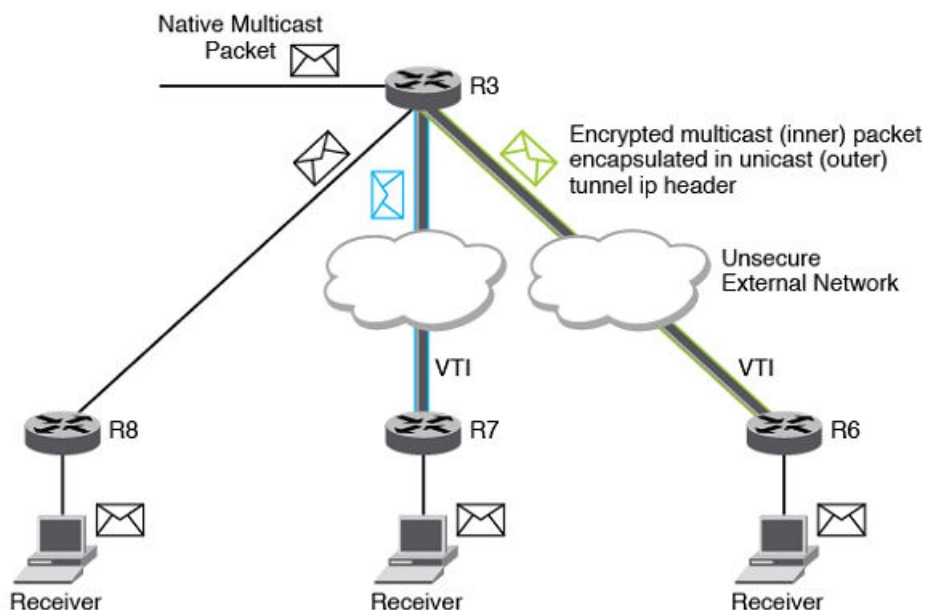 Native Multicast
Packet
R3
Encrypted multicast (inner) packet
encapsulated in unicast (outer)
tunnel ip header
Unsecure
External Network
VTI
VTI
R8
R7
R6
Receiver
Receiver
Receiver